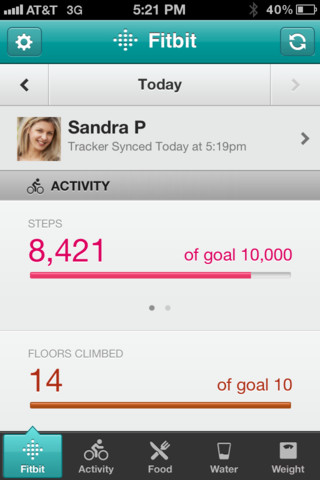 AT&T 3G 5:21 PM 40%
Fitbit
Today
Sandra P
Tracker Synced Today at 5:19pm
ACTIVITY
STEPS
8,421 of goal 10,000
FLOORS CLIMBED
14 of goal 10
Fitbit Activity Food Water Weight